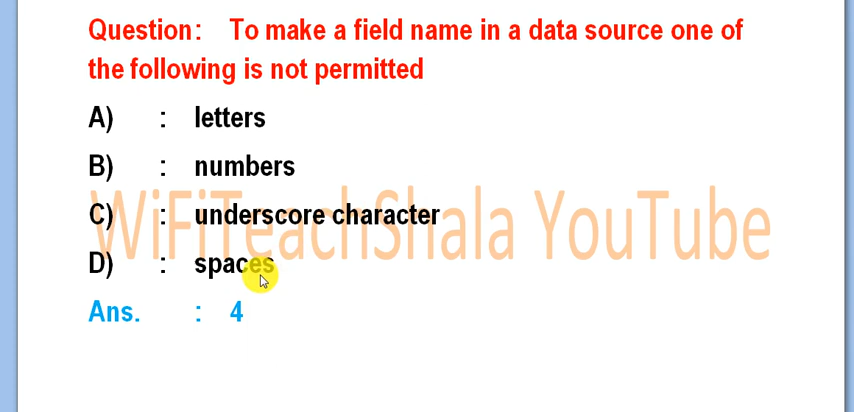 Question: To make a field name in a data source one of
the following is not permitted
A) : letters
B) : numbers
WiFiTeachShala YouTube
C) : underscore character
D) : spaces
Ans. : 4